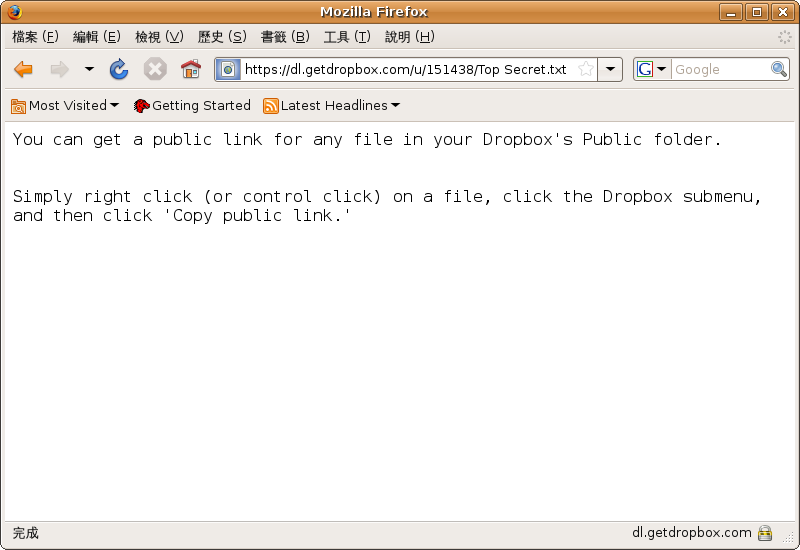 Mozilla Firefox
檔案 (F) 編輯 (E) 檢視 (V) 歷史 (S) 書籤 (B) 工具 (T) 說明 (H)
https://dl.getdropbox.com/u/151438/Top Secret.txt G Google
Most Visited Getting Started Latest Headlines
You can get a public link for any file in your Dropbox's Public folder.
Simply right click (or control click) on a file, click the Dropbox submenu,
and then click 'Copy public link.'
完成 dl.getdropbox.com